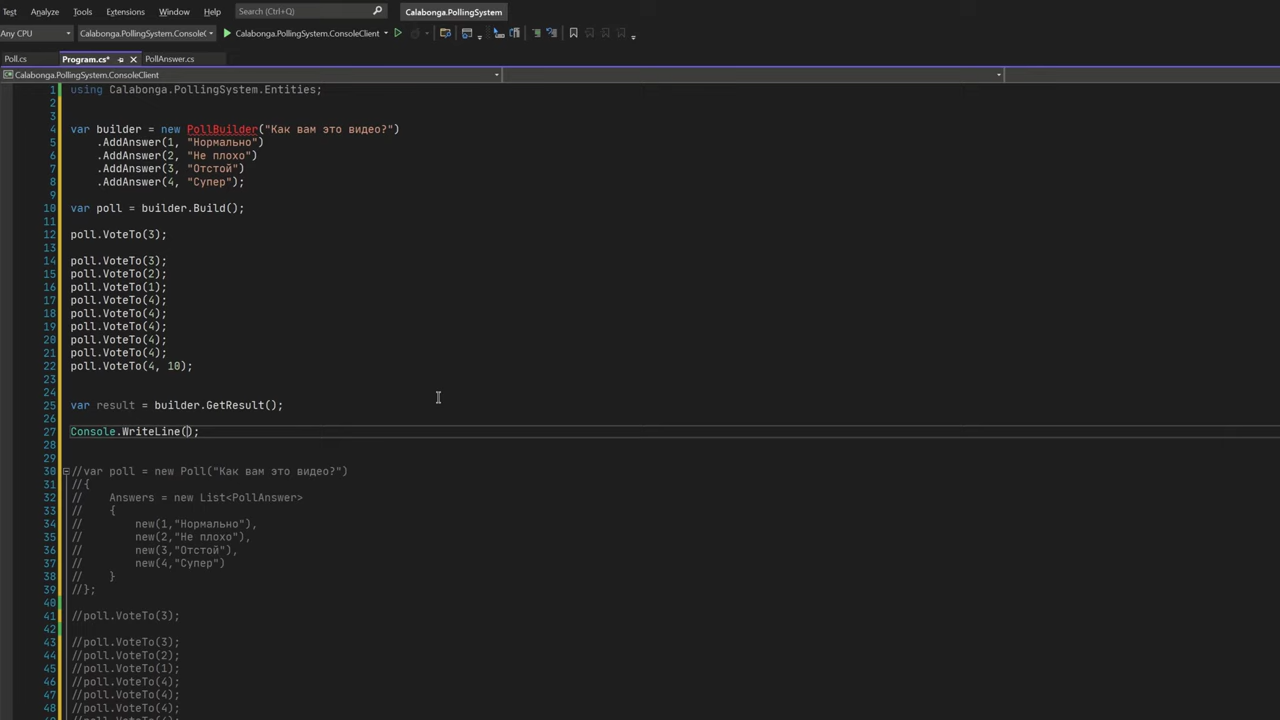 Test Analyze Tools Extensions Window Help Search (Ctrl+Q) Calabonga.PollingSystem
Any CPU Calabonga.PollingSystem.ConsoleC Calabonga.PollingSystem.ConsoleClient
Poll.cs Program.cs* PollAnswer.cs
Calabonga.PollingSystem.ConsoleClient
1 using Calabonga.PollingSystem.Entities;
2
3
4 var builder = new PollBuilder("Как вам это видео?")
5 .AddAnswer(1, "Нормально")
6 .AddAnswer(2, "Не плохо")
7 .AddAnswer(3, "Отстой")
8 .AddAnswer(4, "Супер");
9
10 var poll = builder.Build();
11
12 poll.VoteTo(3);
13
14 poll.VoteTo(3);
15 poll.VoteTo(2);
16 poll.VoteTo(1);
17 poll.VoteTo(4);
18 poll.VoteTo(4);
19 poll.VoteTo(4);
20 poll.VoteTo(4);
21 poll.VoteTo(4);
22 poll.VoteTo(4, 10);
23
24
25 var result = builder.GetResult();
26
27 Console.WriteLine();
28
29
30 //var poll = new Poll("Как вам это видео?")
31 //{
32 // Answers = new List<PollAnswer>
33 // {
34 // new(1,"Нормально"),
35 // new(2,"Не плохо"),
36 // new(3,"Отстой"),
37 // new(4,"Супер")
38 // }
39 //};
40
41 //poll.VoteTo(3);
42
43 //poll.VoteTo(3);
44 //poll.VoteTo(2);
45 //poll.VoteTo(1);
46 //poll.VoteTo(4);
47 //poll.VoteTo(4);
48 //poll.VoteTo(4);